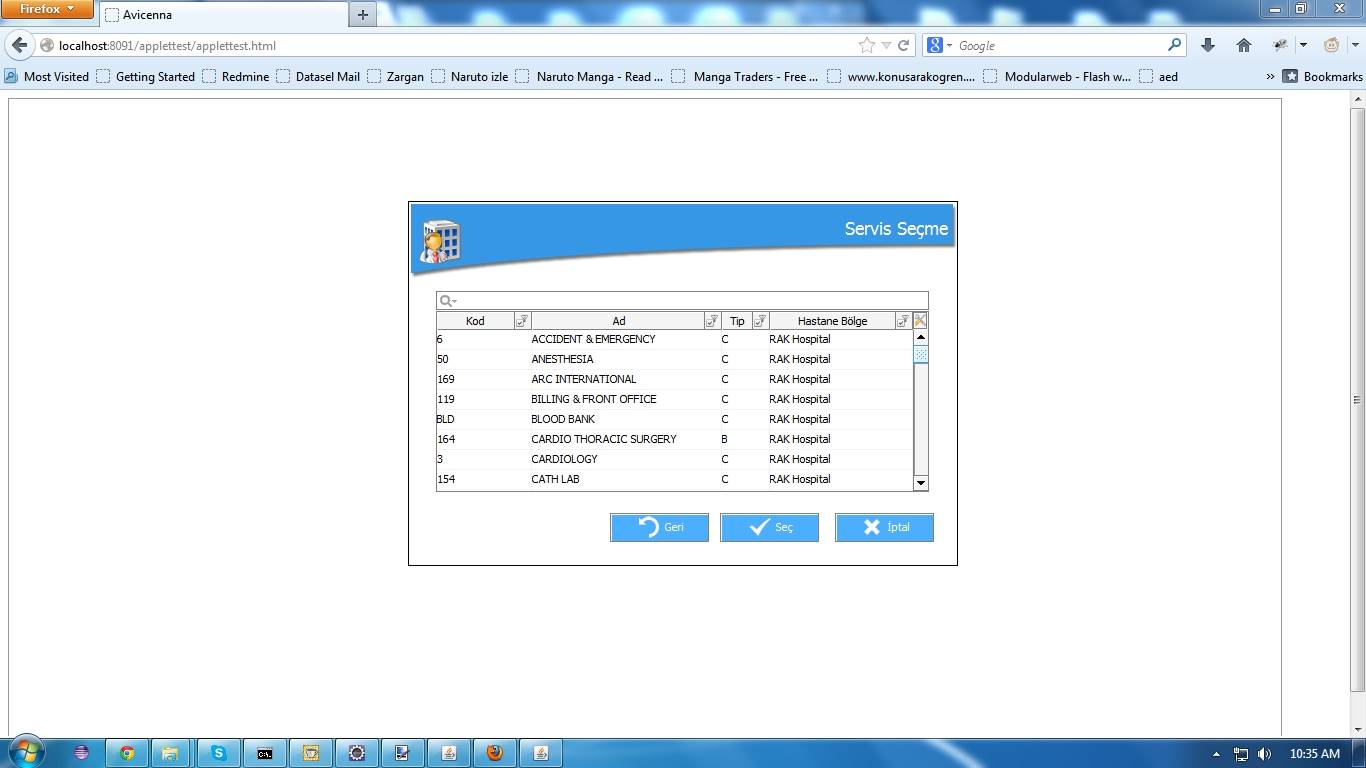 Firefox
Avicenna
localhost:8091/applettest/applettest.html
Google
Most Visited Getting Started Redmine Datasel Mail Zargan Naruto izle Naruto Manga - Read ... Manga Traders - Free ... www.konusarakogren.... Modularweb - Flash w... aed » Bookmarks
Servis Seçme
Kod Ad Tip Hastane Bölge
6 ACCIDENT & EMERGENCY C RAK Hospital
50 ANESTHESIA C RAK Hospital
169 ARC INTERNATIONAL C RAK Hospital
119 BILLING & FRONT OFFICE C RAK Hospital
BLD BLOOD BANK C RAK Hospital
164 CARDIO THORACIC SURGERY B RAK Hospital
3 CARDIOLOGY C RAK Hospital
154 CATH LAB C RAK Hospital
Geri Seç İptal
10:35 AM